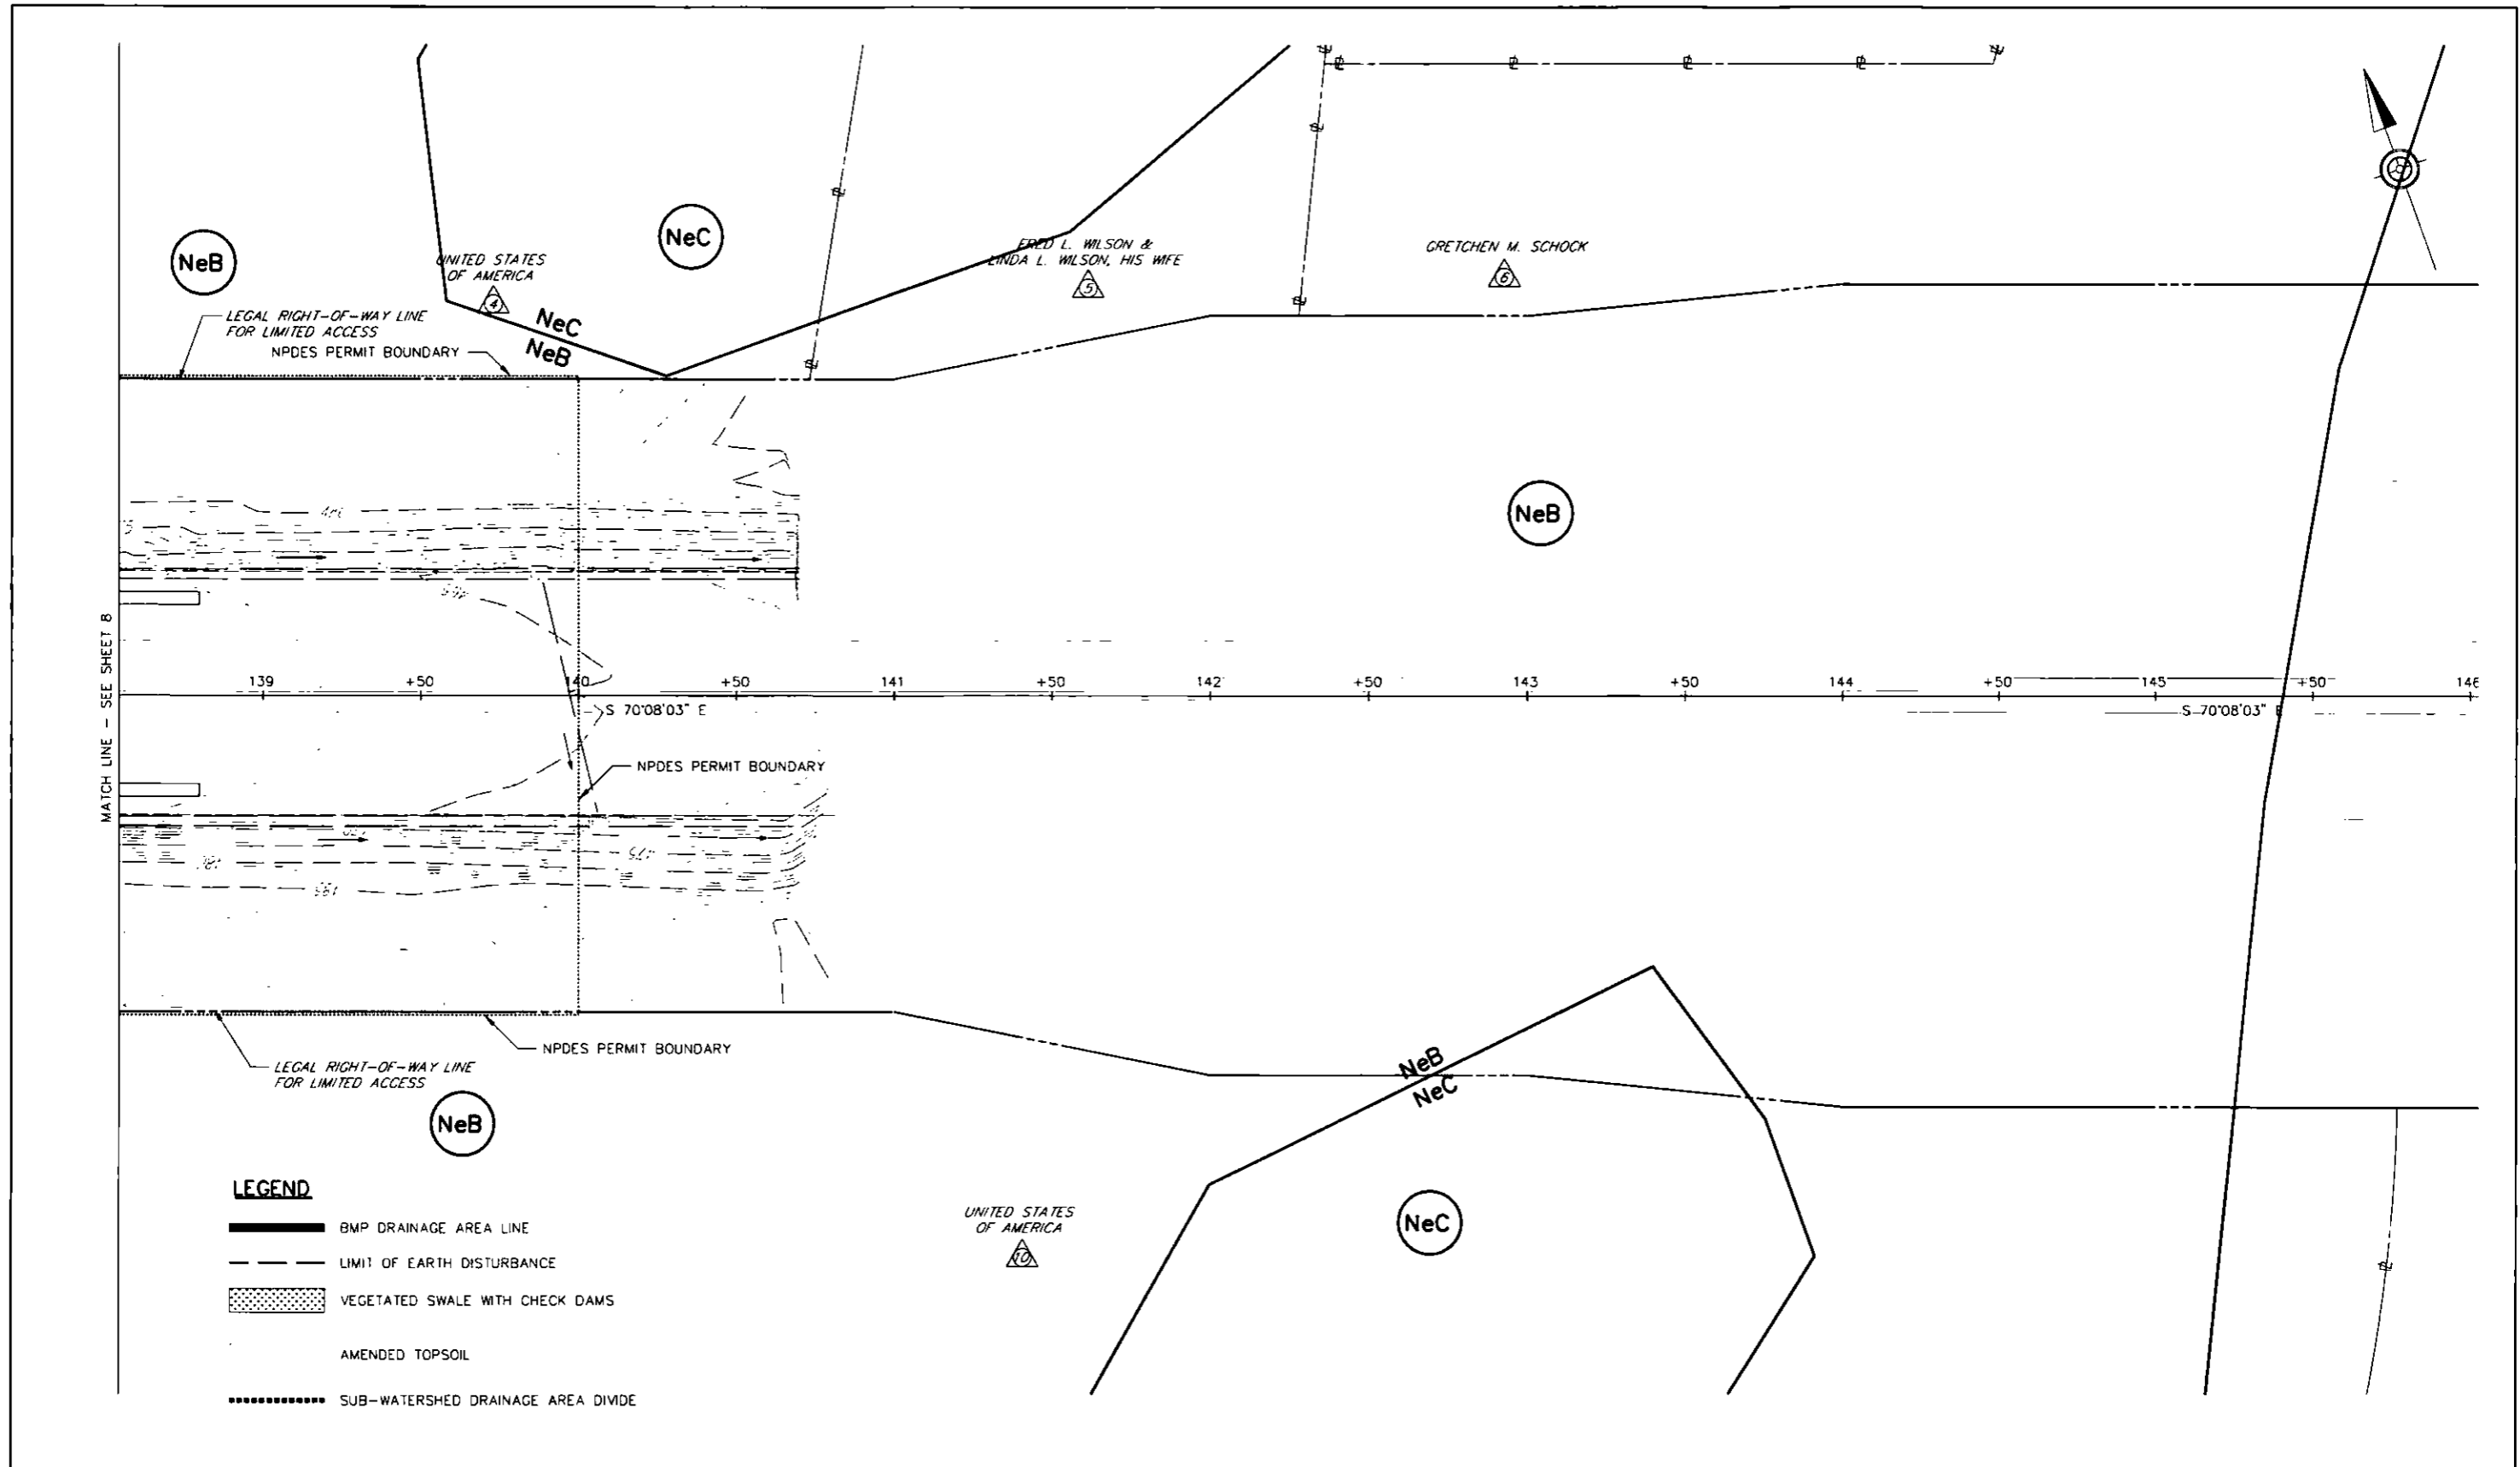 NeB
NeC
UNITED STATES
OF AMERICA
4
FRED L. WILSON &
LINDA L. WILSON, HIS WIFE
5
GRETCHEN M. SCHOCK
6
LEGAL RIGHT-OF-WAY LINE
FOR LIMITED ACCESS
NPDES PERMIT BOUNDARY
NeC
NeB
NeB
MATCH LINE - SEE SHEET 8
139 +50 140 +50 141 +50 142 +50 143 +50 144 +50 145 +50 146
S 70°08'03" E
S 70°08'03" E
NPDES PERMIT BOUNDARY
475
NPDES PERMIT BOUNDARY
LEGAL RIGHT-OF-WAY LINE
FOR LIMITED ACCESS
NeB
NeB
NeC
NeC
UNITED STATES
OF AMERICA
10
LEGEND
BMP DRAINAGE AREA LINE
LIMIT OF EARTH DISTURBANCE
VEGETATED SWALE WITH CHECK DAMS
AMENDED TOPSOIL
SUB-WATERSHED DRAINAGE AREA DIVIDE